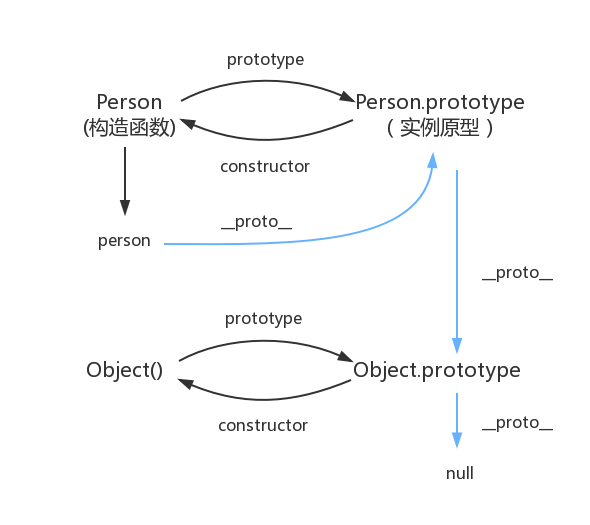 prototype
Person
(构造函数)
Person.prototype
( 实例原型 )
constructor
person
__proto__
__proto__
prototype
Object()
Object.prototype
constructor
__proto__
null